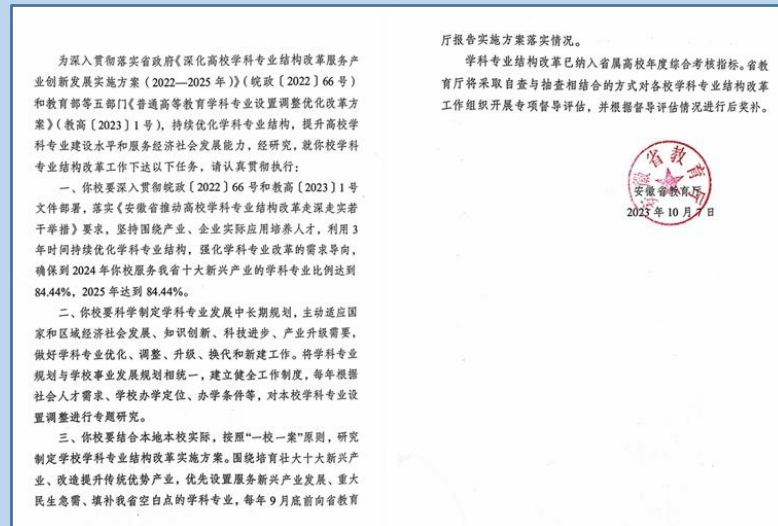 为深入贯彻落实省政府《深化高校学科专业结构改革服务产
业创新发展实施方案（2022—2025 年）》（皖政〔2022〕66 号）
和教育部等五部门《普通高等教育学科专业设置调整优化改革方
案》（教高〔2023〕1 号），持续优化学科专业结构，提升高校学
科专业建设水平和服务经济社会发展能力，经研究，就你校学科
专业结构改革工作下达以下任务，请认真贯彻执行：
一、你校要深入贯彻皖政〔2022〕66 号和教高〔2023〕1 号
文件部署，落实《安徽省推动高校学科专业结构改革走深走实若
干举措》要求，坚持围绕产业、企业实际应用培养人才，利用 3
年时间持续优化学科专业结构，强化学科专业改革的需求导向，
确保到 2024 年你校服务我省十大新兴产业的学科专业比例达到
84.44%，2025 年达到 84.44%。
二、你校要科学制定学科专业发展中长期规划，主动适应国
家和区域经济社会发展、知识创新、科技进步、产业升级需要，
做好学科专业优化、调整、升级、换代和新建工作。将学科专业
规划与学校事业发展规划相统一，建立健全工作制度，每年根据
社会人才需求、学校办学定位、办学条件等，对本校学科专业设
置调整进行专题研究。
三、你校要结合本地本校实际，按照“一校一案”原则，研究
制定学校学科专业结构改革实施方案。围绕培育壮大十大新兴产
业、改造提升传统优势产业，优先设置服务新兴产业发展、重大
民生急需、填补我省空白点的学科专业，每年 9 月底前向省教育
厅报告实施方案落实情况。
学科专业结构改革已纳入省属高校年度综合考核指标。省教
育厅将采取自查与抽查相结合的方式对各校学科专业结构改革
工作组织开展专项督导评估，并根据督导评估情况进行后奖补。
安徽省教育厅
安徽省教育厅
2023 年 10 月 7 日